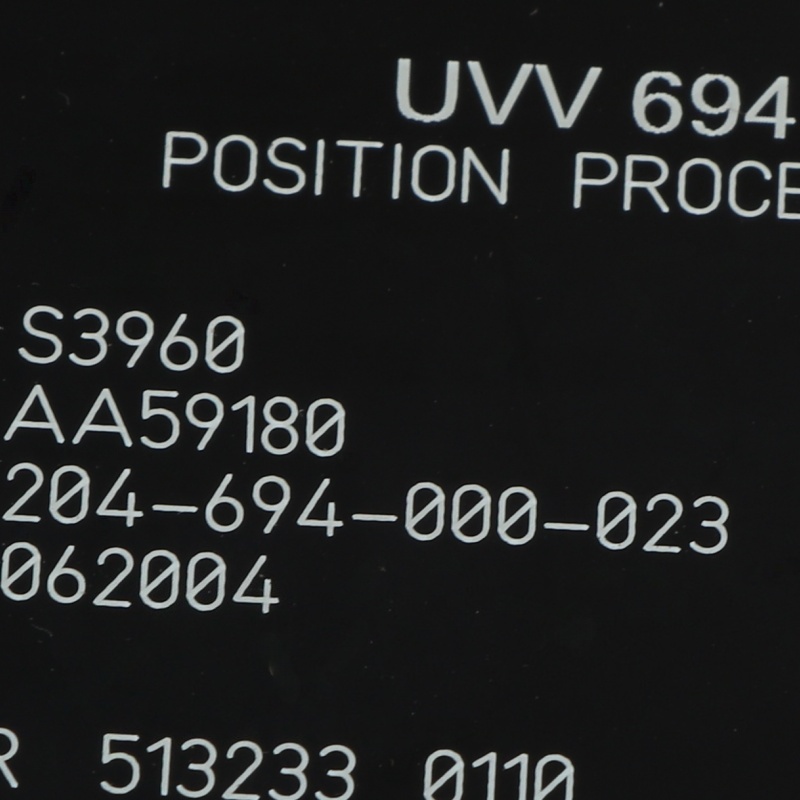 UVV 694
POSITION PROCE
S3960
AA59180
204-694-000-023
062004
R 513233 0110